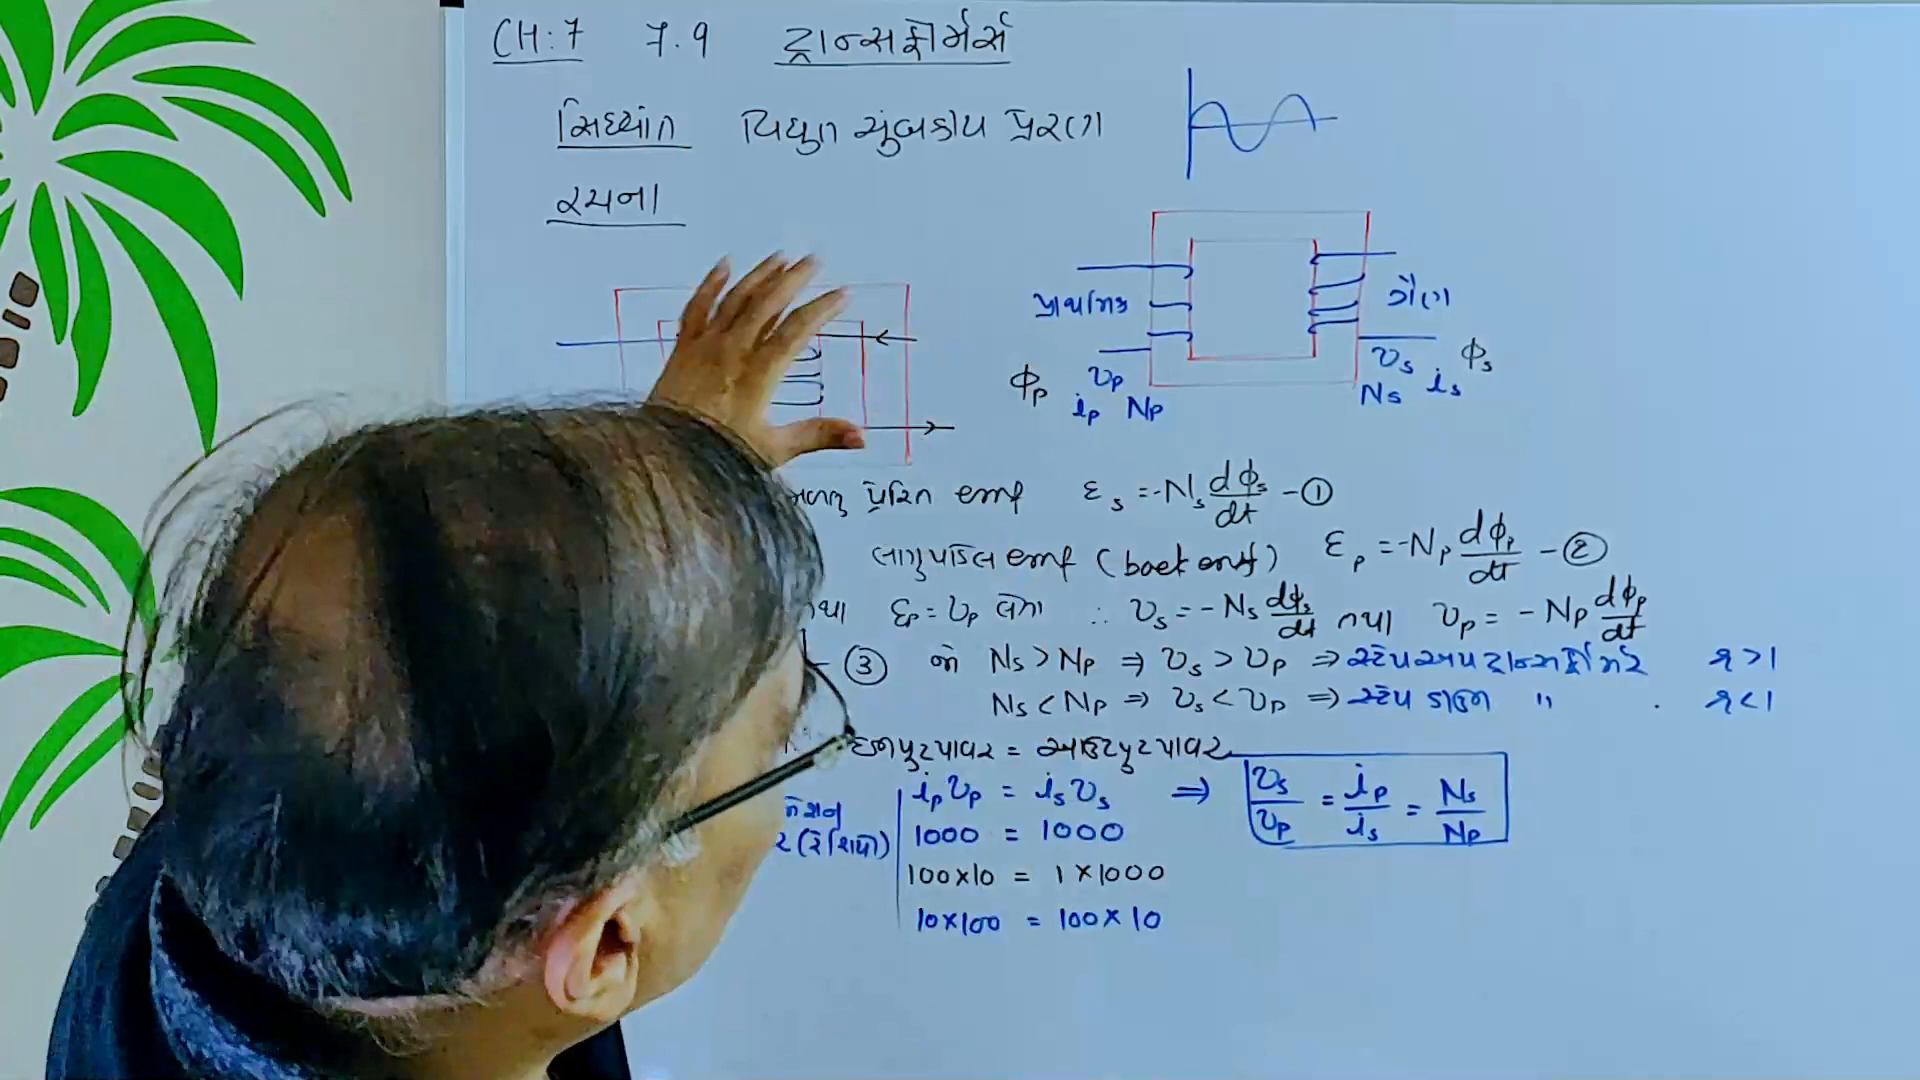 CH:7 7.9 ટ્રાન્સફોર્મર્સ
સિધ્યાંત વિધુત ચુંબકીય પ્રેરણ
રચના
પ્રાથમિક ગૌણ
ϕp vp ip Np
vs ϕs Ns is
પ્રેરિત emf εs = -Ns dϕs/dt - ①
લાગુ પાડેલ emf (back emf) εp = -Np dϕp/dt - ②
εp = vp લેતા ∴ vs = -Ns dϕs/dt તથા vp = -Np dϕp/dt
- ③ જો Ns > Np ⇒ vs > vp ⇒ સ્ટેપ અપ ટ્રાન્સફોર્મર r > 1
Ns < Np ⇒ vs < vp ⇒ સ્ટેપ ડાઉન " . r < 1
ઇનપુટ પાવર = આઉટપુટ પાવર
ip vp = is vs ⇒ vs/vp = ip/is = Ns/Np
(રેશિયો) 1000 = 1000
100 x 10 = 1 x 1000
10 x 100 = 100 x 10